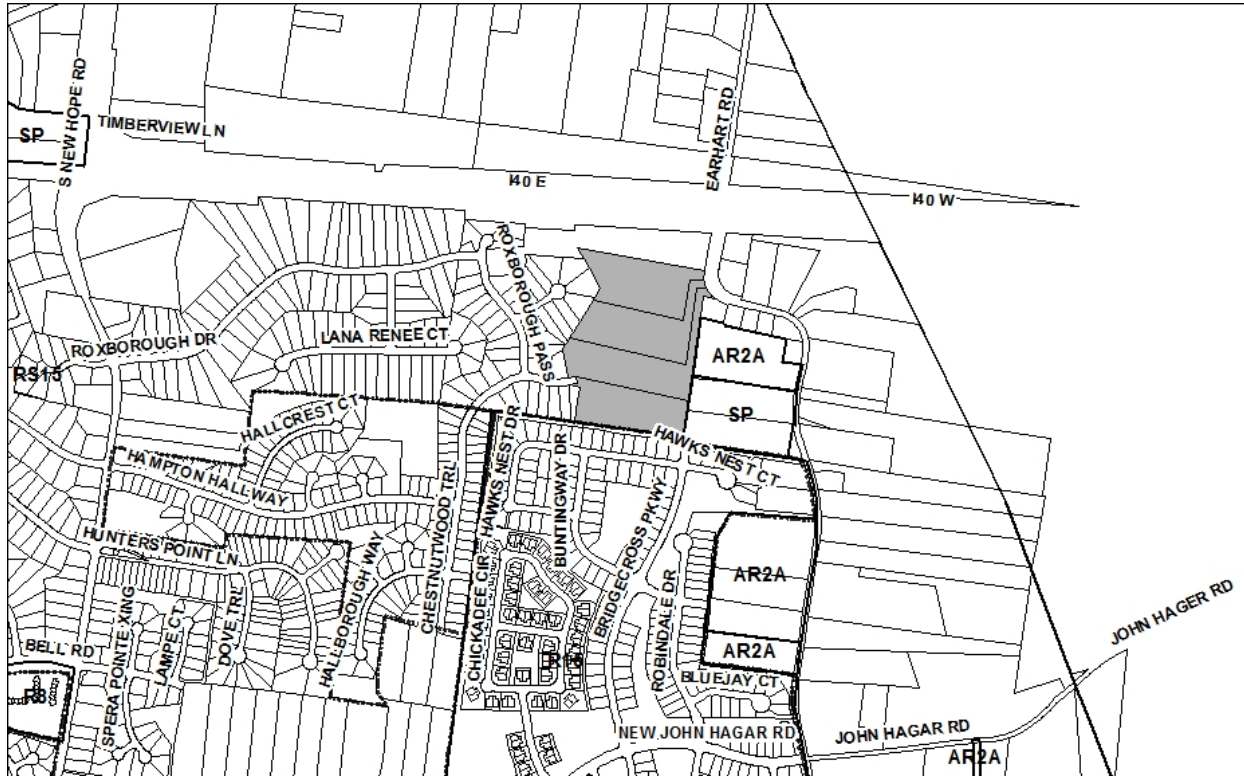 S NEW HOPE RD
SP
TIMBERVIEW LN
EARHART RD
I40 E
I40 W
ROXBOROUGH PASS
ROXBOROUGH DR
LANA RENEE CT
RS15
AR2A
SP
HALLCREST CT
HAWKS NEST DR
BUNTINGWAY DR
HAWKS NEST CT
HAMPTON HALL WAY
HUNTERS POINT LN
CHESTNUTWOOD TRL
HALLBOROUGH WAY
CHICKADEE CIR
BRIDGECROSS PKWY
ROBINDALE DR
AR2A
JOHN HAGER RD
BELL RD
SPERA POINTE XING
LAMPE CT
DOVE TRL
AR2A
BLUEJAY CT
R8
NEW JOHN HAGAR RD
JOHN HAGAR RD
AR2A